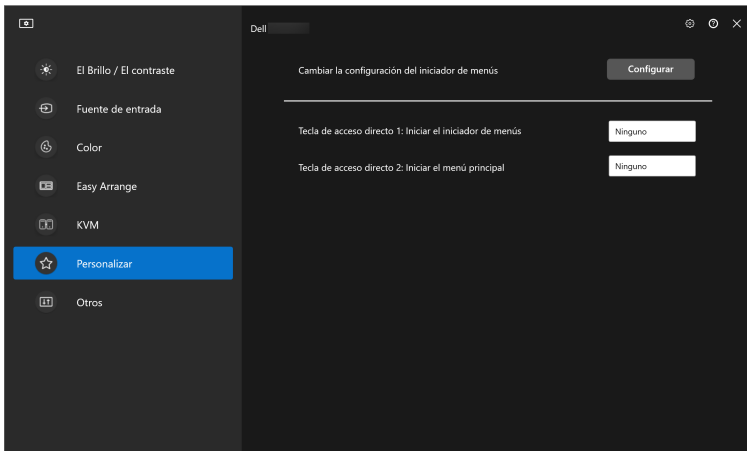 Dell
El Brillo / El contraste
Fuente de entrada
Color
Easy Arrange
KVM
Personalizar
Otros
Cambiar la configuración del iniciador de menús
Configurar
Tecla de acceso directo 1: Iniciar el iniciador de menús
Ninguno
Tecla de acceso directo 2: Iniciar el menú principal
Ninguno